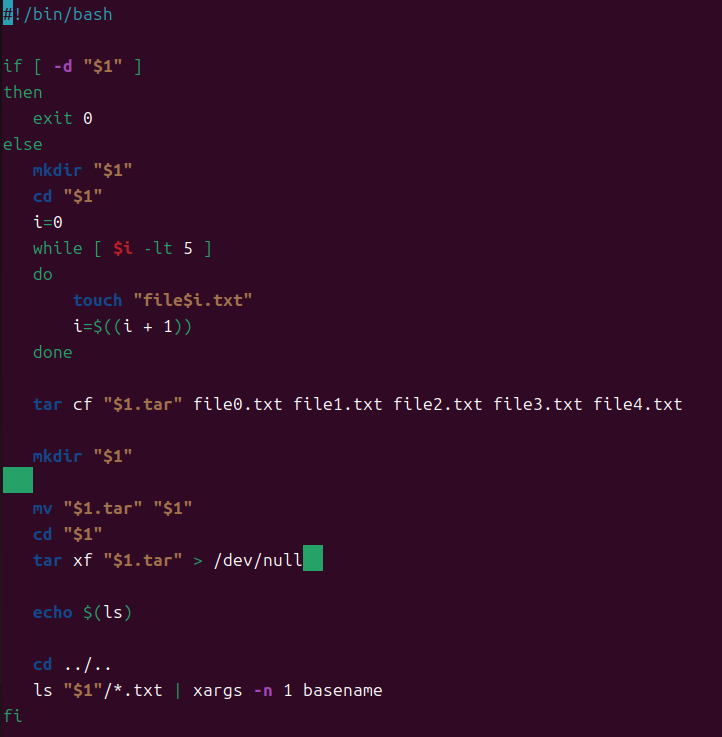 #!/bin/bash

if [ -d "$1" ]
then
   exit 0
else
   mkdir "$1"
   cd "$1"
   i=0
   while [ $i -lt 5 ]
   do
       touch "file$i.txt"
       i=$((i + 1))
   done

   tar cf "$1.tar" file0.txt file1.txt file2.txt file3.txt file4.txt

   mkdir "$1"

   mv "$1.tar" "$1"
   cd "$1"
   tar xf "$1.tar" > /dev/null

   echo $(ls)

   cd ../..
   ls "$1"/*.txt | xargs -n 1 basename
fi